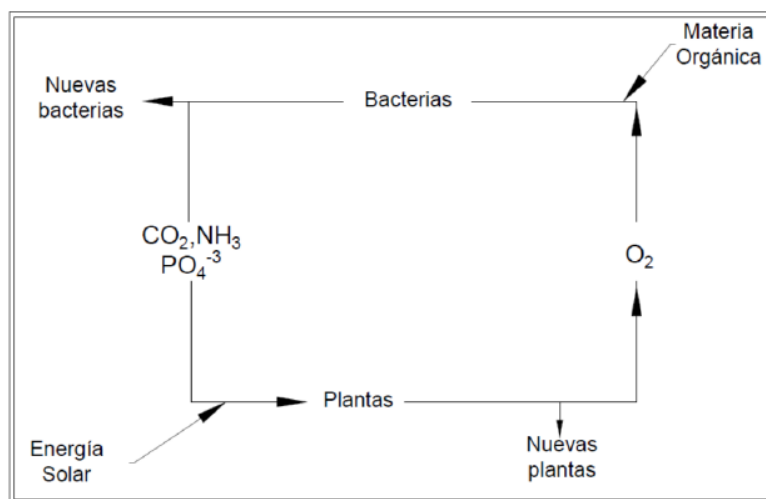 Materia
Orgánica
Nuevas
bacterias
Bacterias
CO₂,NH₃
PO₄⁻³
O₂
Plantas
Energía
Solar
Nuevas
plantas